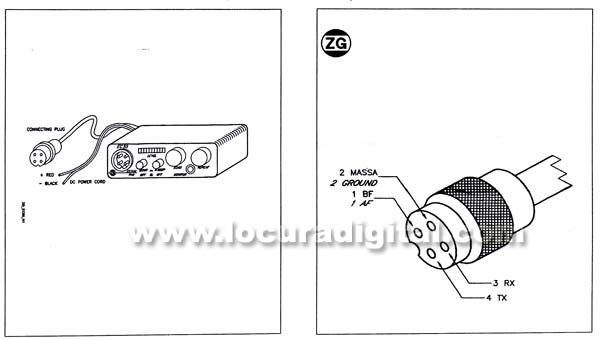 CONNECTING PLUG
+ RED
- BLACK
DC POWER CORD
ZG
2 MASSA
2 GROUND
1 BF
1 AF
3 RX
4 TX
www.locuradigital.com